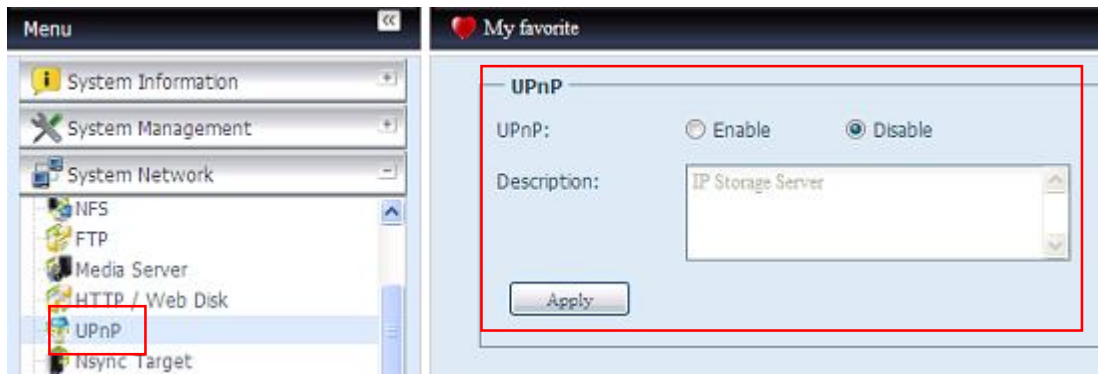 Menu
My favorite
System Information
System Management
System Network
NFS
FTP
Media Server
HTTP / Web Disk
UPnP
Nsync Target
UPnP
UPnP: Enable Disable
Description: IP Storage Server
Apply